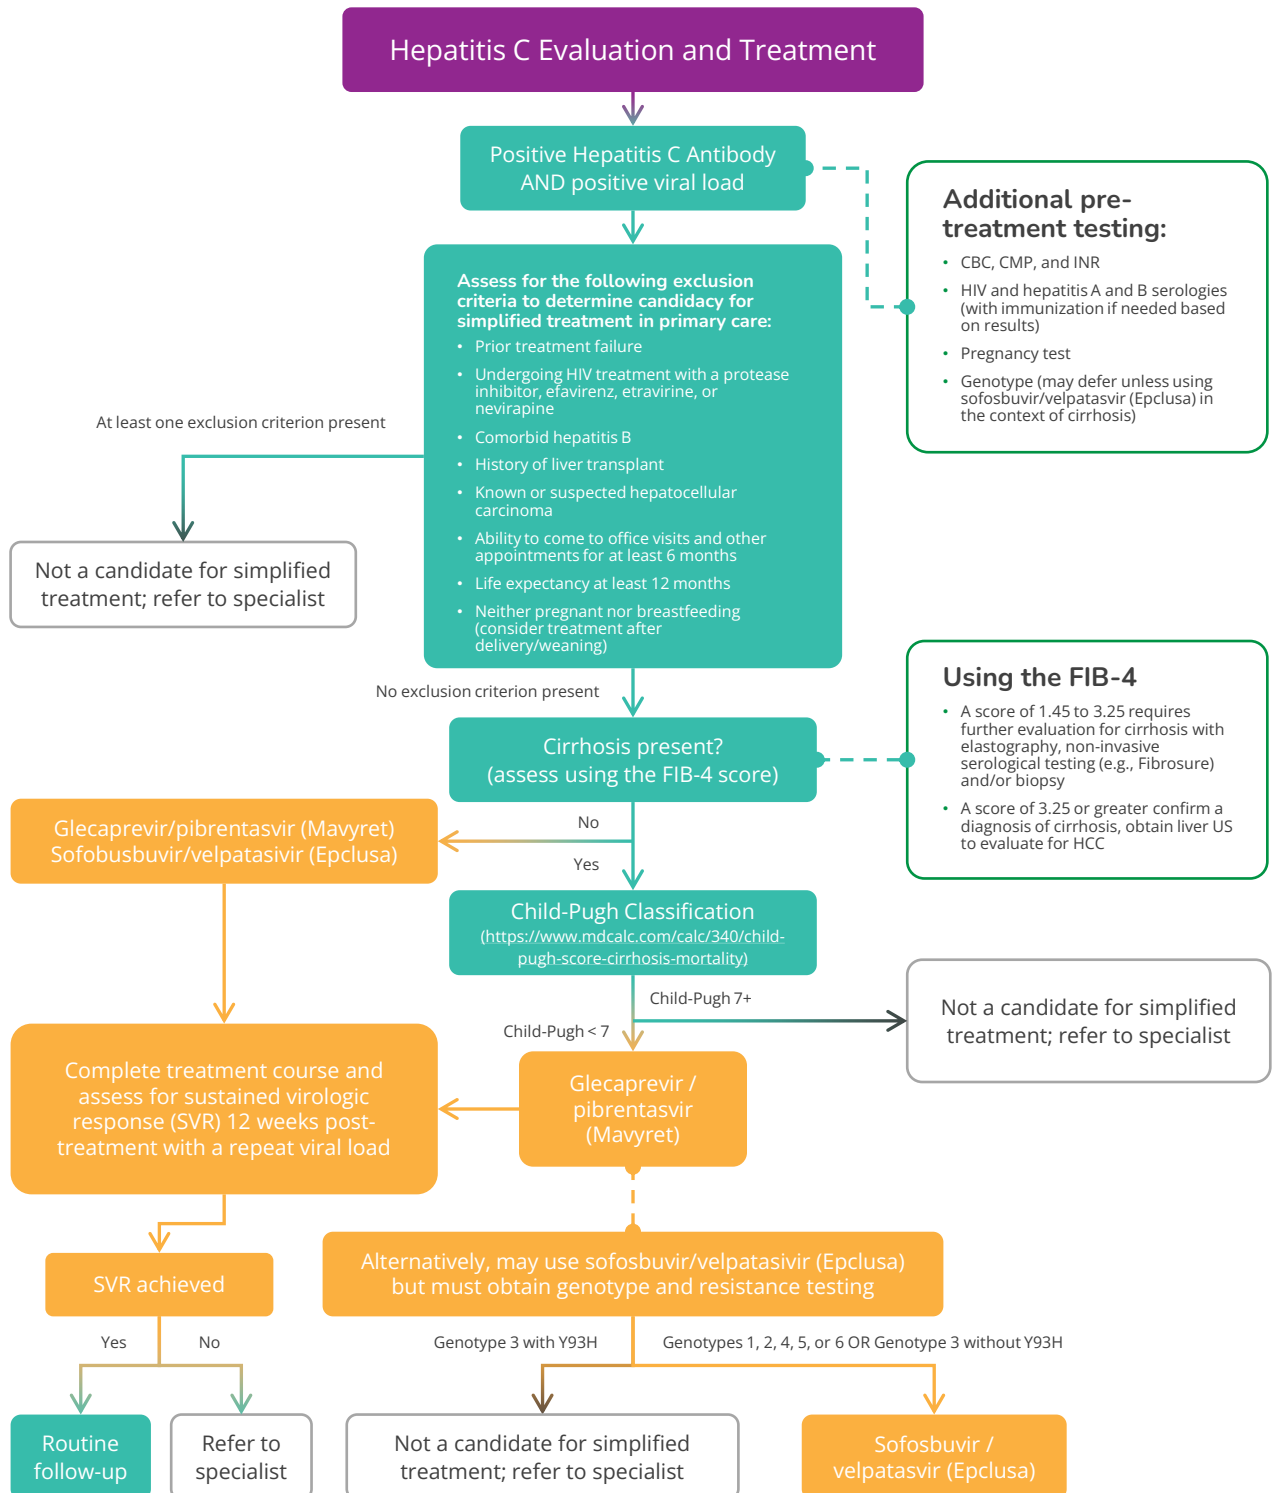 Hepatitis C Evaluation and Treatment
Positive Hepatitis C Antibody
AND positive viral load
Additional pre-
treatment testing:
• CBC, CMP, and INR
• HIV and hepatitis A and B serologies
(with immunization if needed based
on results)
• Pregnancy test
• Genotype (may defer unless using
sofosbuvir/velpatasvir (Epclusa) in
the context of cirrhosis)
Assess for the following exclusion
criteria to determine candidacy for
simplified treatment in primary care:
• Prior treatment failure
• Undergoing HIV treatment with a protease
inhibitor, efavirenz, etravirine, or
nevirapine
• Comorbid hepatitis B
• History of liver transplant
• Known or suspected hepatocellular
carcinoma
• Ability to come to office visits and other
appointments for at least 6 months
• Life expectancy at least 12 months
• Neither pregnant nor breastfeeding
(consider treatment after
delivery/weaning)
At least one exclusion criterion present
Not a candidate for simplified
treatment; refer to specialist
No exclusion criterion present
Cirrhosis present?
(assess using the FIB-4 score)
Using the FIB-4
• A score of 1.45 to 3.25 requires
further evaluation for cirrhosis with
elastography, non-invasive
serological testing (e.g., Fibrosure)
and/or biopsy
• A score of 3.25 or greater confirm a
diagnosis of cirrhosis, obtain liver US
to evaluate for HCC
No
Yes
Glecaprevir/pibrentasvir (Mavyret)
Sofobusbuvir/velpatasivir (Epclusa)
Child-Pugh Classification
(https://www.mdcalc.com/calc/340/child-
pugh-score-cirrhosis-mortality)
Child-Pugh 7+
Not a candidate for simplified
treatment; refer to specialist
Child-Pugh < 7
Glecaprevir /
pibrentasvir
(Mavyret)
Complete treatment course and
assess for sustained virologic
response (SVR) 12 weeks post-
treatment with a repeat viral load
Alternatively, may use sofosbuvir/velpatasivir (Epclusa)
but must obtain genotype and resistance testing
SVR achieved
Yes
No
Routine
follow-up
Refer to
specialist
Genotype 3 with Y93H
Genotypes 1, 2, 4, 5, or 6 OR Genotype 3 without Y93H
Not a candidate for simplified
treatment; refer to specialist
Sofosbuvir /
velpatasvir (Epclusa)